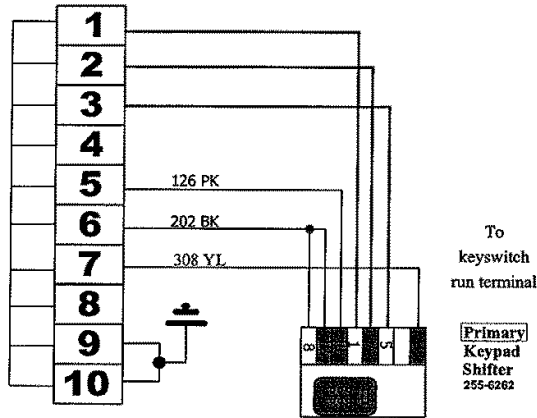 1
2
3
4
5
126 PK
6
202 BK
7
308 YL
8
9
10
8
1
5
To
keyswitch
run terminal
Primary
Keypad
Shifter
255-6262